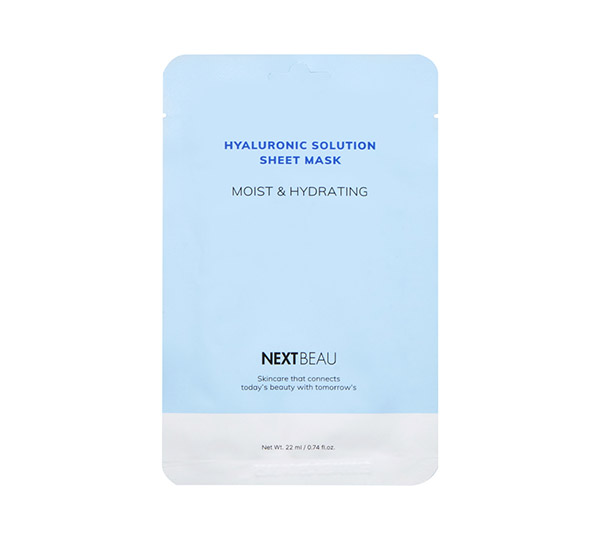 HYALURONIC SOLUTION
SHEET MASK
MOIST & HYDRATING
NEXTBEAU
Skincare that connects
today's beauty with tomorrow's
Net Wt. 22 ml / 0.74 fl.oz.